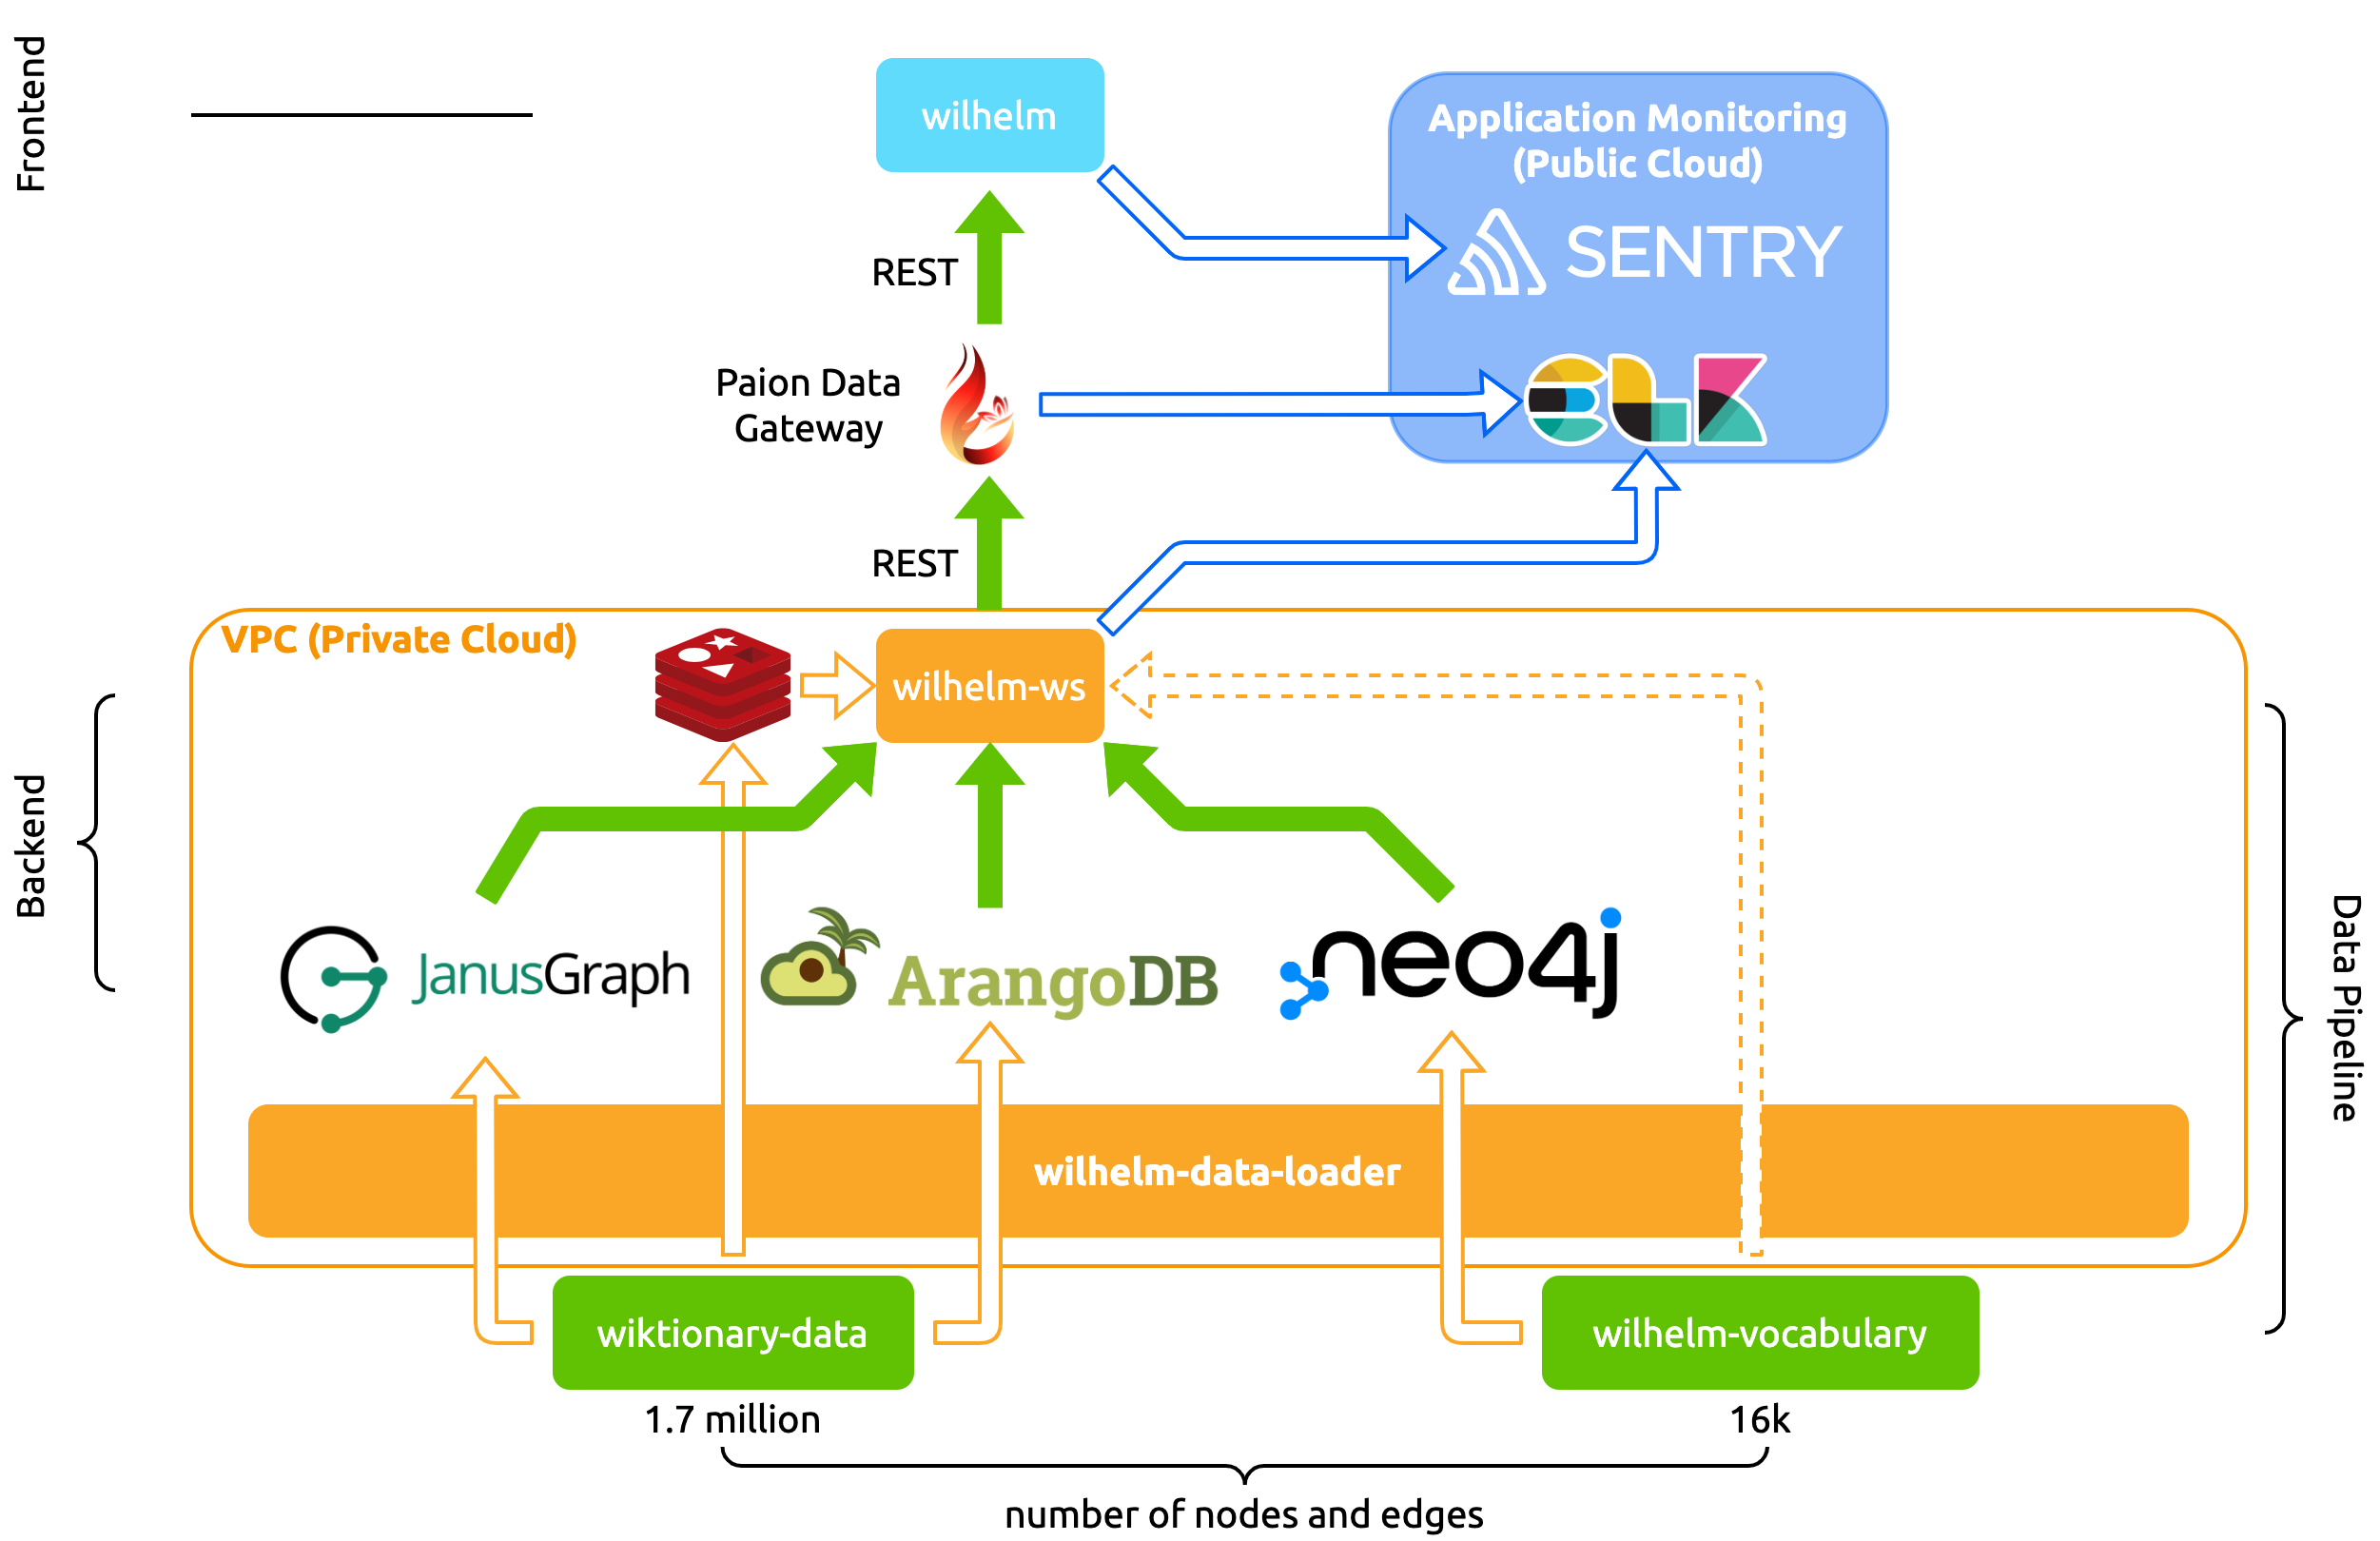 Frontend
wilhelm
Application Monitoring
(Public Cloud)
SENTRY
REST
Paion Data
Gateway
ELK
REST
VPC (Private Cloud)
wilhelm-ws
Backend
Data Pipeline
JanusGraph
ArangoDB
neo4j
wilhelm-data-loader
wiktionary-data
wilhelm-vocabulary
1.7 million
16k
number of nodes and edges